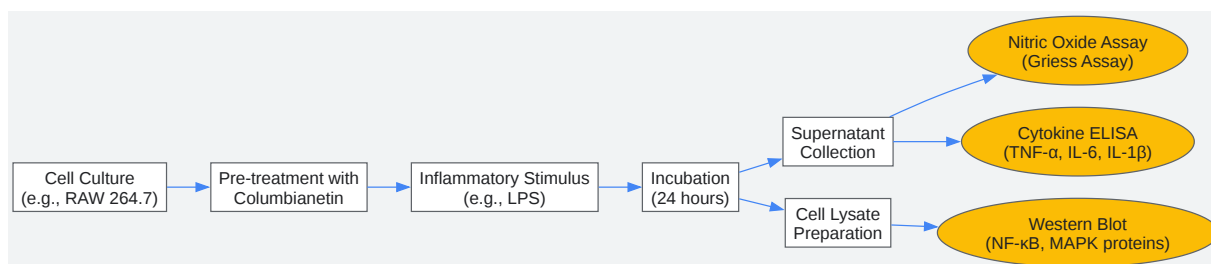 Cell Culture
(e.g., RAW 264.7)
Pre-treatment with
Columbianetin
Inflammatory Stimulus
(e.g., LPS)
Incubation
(24 hours)
Supernatant
Collection
Cell Lysate
Preparation
Nitric Oxide Assay
(Griess Assay)
Cytokine ELISA
(TNF-α, IL-6, IL-1β)
Western Blot
(NF-κB, MAPK proteins)